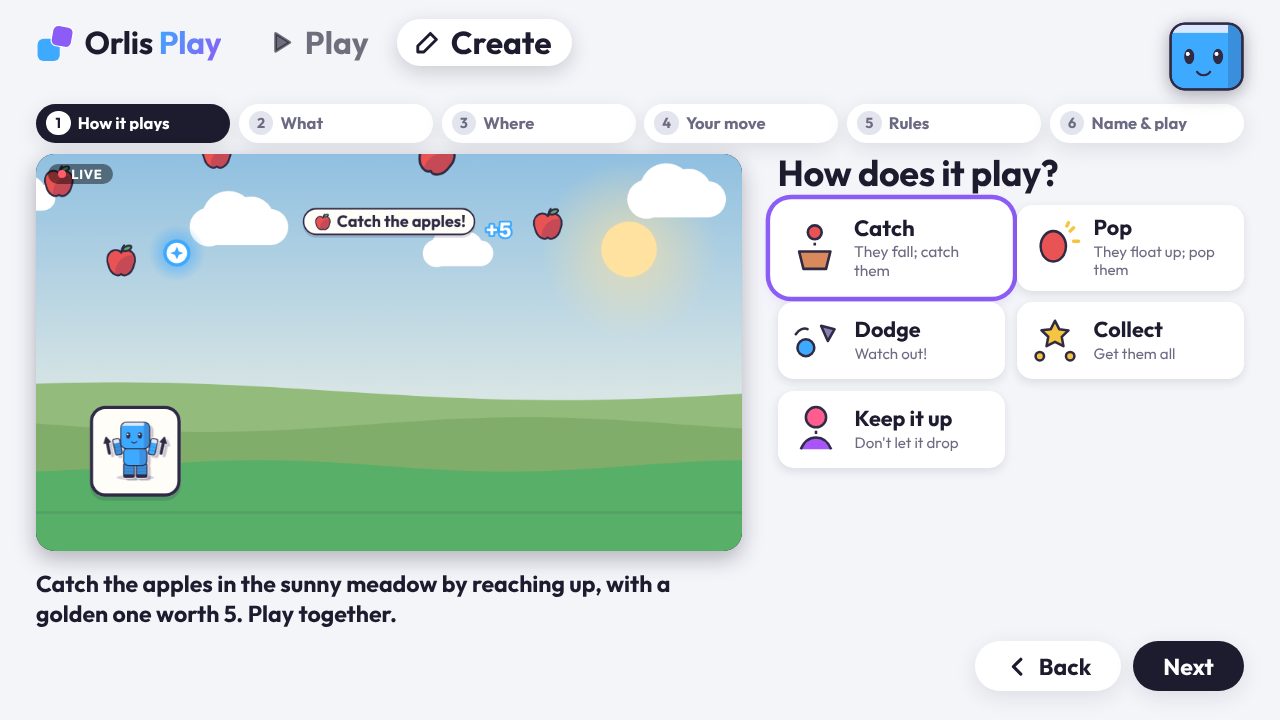 Orlis Play
Play
Create
1 How it plays
2 What
3 Where
4 Your move
5 Rules
6 Name & play
LIVE
Catch the apples!
+5
How does it play?
Catch
They fall; catch
them
Pop
They float up; pop
them
Dodge
Watch out!
Collect
Get them all
Keep it up
Don't let it drop
Catch the apples in the sunny meadow by reaching up, with a
golden one worth 5. Play together.
Back
Next